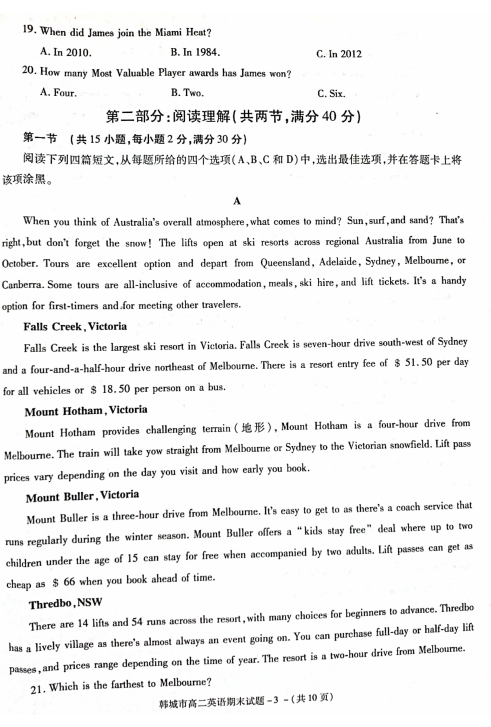 19. When did James join the Miami Heat?
A. In 2010. B. In 1984. C. In 2012
20. How many Most Valuable Player awards has James won?
A. Four. B. Two. C. Six.
第二部分:阅读理解(共两节,满分 40 分)
第一节 (共 15 小题,每小题 2 分,满分 30 分)
阅读下列四篇短文,从每题所给的四个选项(A、B、C 和 D)中,选出最佳选项,并在答题卡上将
该项涂黑。
A
When you think of Australia's overall atmosphere, what comes to mind? Sun, surf, and sand? That's
right, but don't forget the snow! The lifts open at ski resorts across regional Australia from June to
October. Tours are excellent option and depart from Queensland, Adelaide, Sydney, Melbourne, or
Canberra. Some tours are all-inclusive of accommodation, meals, ski hire, and lift tickets. It's a handy
option for first-timers and for meeting other travelers.
Falls Creek, Victoria
Falls Creek is the largest ski resort in Victoria. Falls Creek is seven-hour drive south-west of Sydney
and a four-and-a-half-hour drive northeast of Melbourne. There is a resort entry fee of $ 51.50 per day
for all vehicles or $ 18.50 per person on a bus.
Mount Hotham, Victoria
Mount Hotham provides challenging terrain (地形), Mount Hotham is a four-hour drive from
Melbourne. The train will take yow straight from Melbourne or Sydney to the Victorian snowfield. Lift pass
prices vary depending on the day you visit and how early you book.
Mount Buller, Victoria
Mount Buller is a three-hour drive from Melbourne. It's easy to get to as there's a coach service that
runs regularly during the winter season. Mount Buller offers a "kids stay free" deal where up to two
children under the age of 15 can stay for free when accompanied by two adults. Lift passes can get as
cheap as $ 66 when you book ahead of time.
Thredbo, NSW
There are 14 lifts and 54 runs across the resort, with many choices for beginners to advance. Thredbo
has a lively village as there's almost always an event going on. You can purchase full-day or half-day lift
passes, and prices range depending on the time of year. The resort is a two-hour drive from Melbourne.
21. Which is the farthest to Melbourne?
韩城市高二英语期末试题 -3 -(共 10 页)